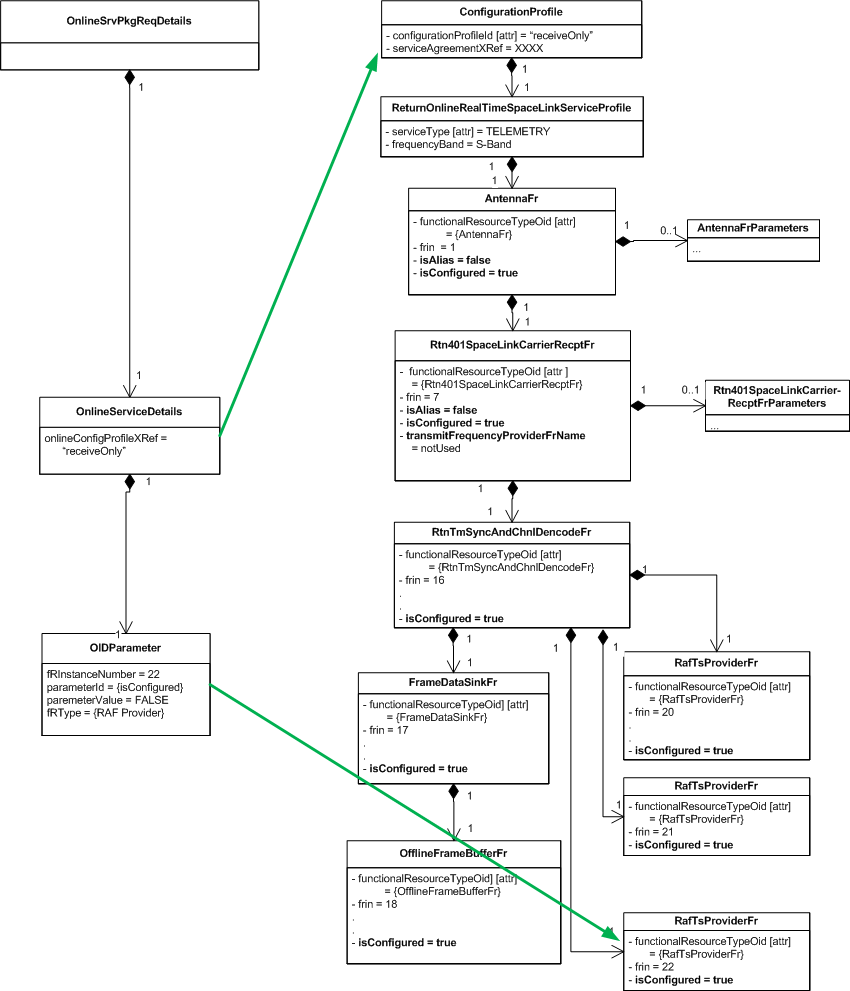 OnlineSrvPkgReqDetails
1
1
OnlineServiceDetails
onlineConfigProfileXRef =
"receiveOnly"
1
1
OIDParameter
fRInstanceNumber = 22
parameterId = {isConfigured}
paremeterValue = FALSE
fRType = {RAF Provider}
ConfigurationProfile
- configurationProfileId [attr] = "receiveOnly"
- serviceAgreementXRef = XXXX
1
1
ReturnOnlineRealTimeSpaceLinkServiceProfile
- serviceType [attr] = TELEMETRY
- frequencyBand = S-Band
1
1
AntennaFr
- functionalResourceTypeOid [attr]
= {AntennaFr}
- frin = 1
- isAlias = false
- isConfigured = true
1
0..1
AntennaFrParameters
...
1
1
Rtn401SpaceLinkCarrierRecptFr
- functionalResourceTypeOid [attr ]
= {Rtn401SpaceLinkCarrierRecptFr}
- frin = 7
- isAlias = false
- isConfigured = true
- transmitFrequencyProviderFrName
= notUsed
1
0..1
Rtn401SpaceLinkCarrier-
RecptFrParameters
...
1
1
RtnTmSyncAndChnlDencodeFr
- functionalResourceTypeOid [attr]
= {RtnTmSyncAndChnlDencodeFr}
- frin = 16
.
.
- isConfigured = true
1
1
1
1
1
1
FrameDataSinkFr
- functionalResourceTypeOid] [attr]
= {FrameDataSinkFr}
- frin = 17
.
.
- isConfigured = true
1
1
OfflineFrameBufferFr
- functionalResourceTypeOid] [attr]
= {OfflineFrameBufferFr}
- frin = 18
.
.
- isConfigured = true
RafTsProviderFr
- functionalResourceTypeOid [attr]
= {RafTsProviderFr}
- frin = 20
.
.
- isConfigured = true
1
RafTsProviderFr
- functionalResourceTypeOid [attr]
= {RafTsProviderFr}
- frin = 21
- isConfigured = true
RafTsProviderFr
- functionalResourceTypeOid [attr]
= {RafTsProviderFr}
- frin = 22
- isConfigured = true